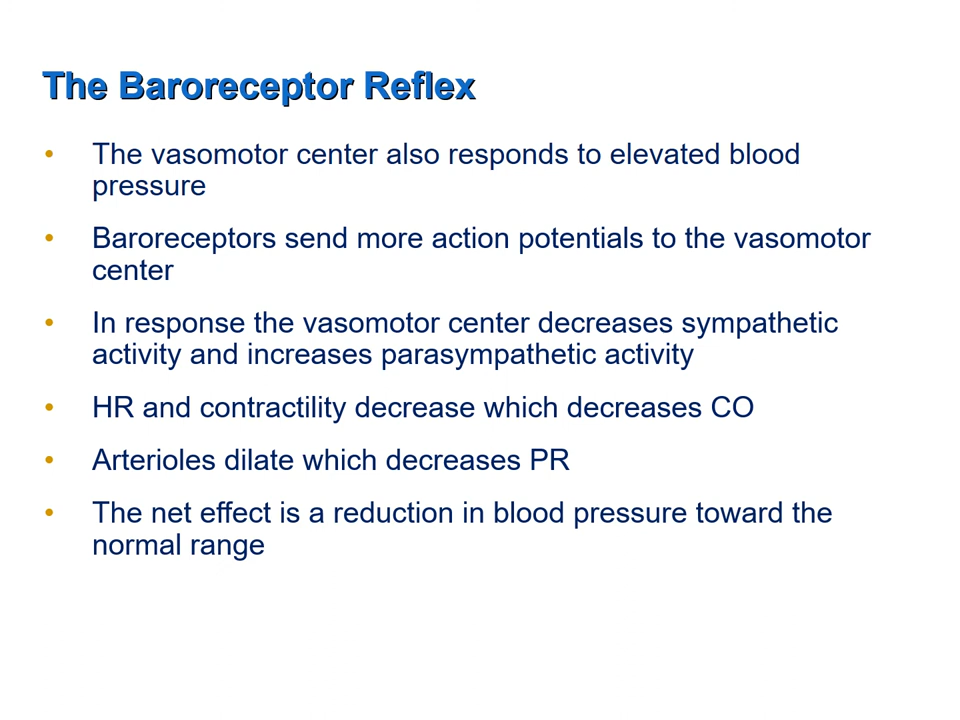 The Baroreceptor Reflex
• The vasomotor center also responds to elevated blood
pressure
• Baroreceptors send more action potentials to the vasomotor
center
• In response the vasomotor center decreases sympathetic
activity and increases parasympathetic activity
• HR and contractility decrease which decreases CO
• Arterioles dilate which decreases PR
• The net effect is a reduction in blood pressure toward the
normal range